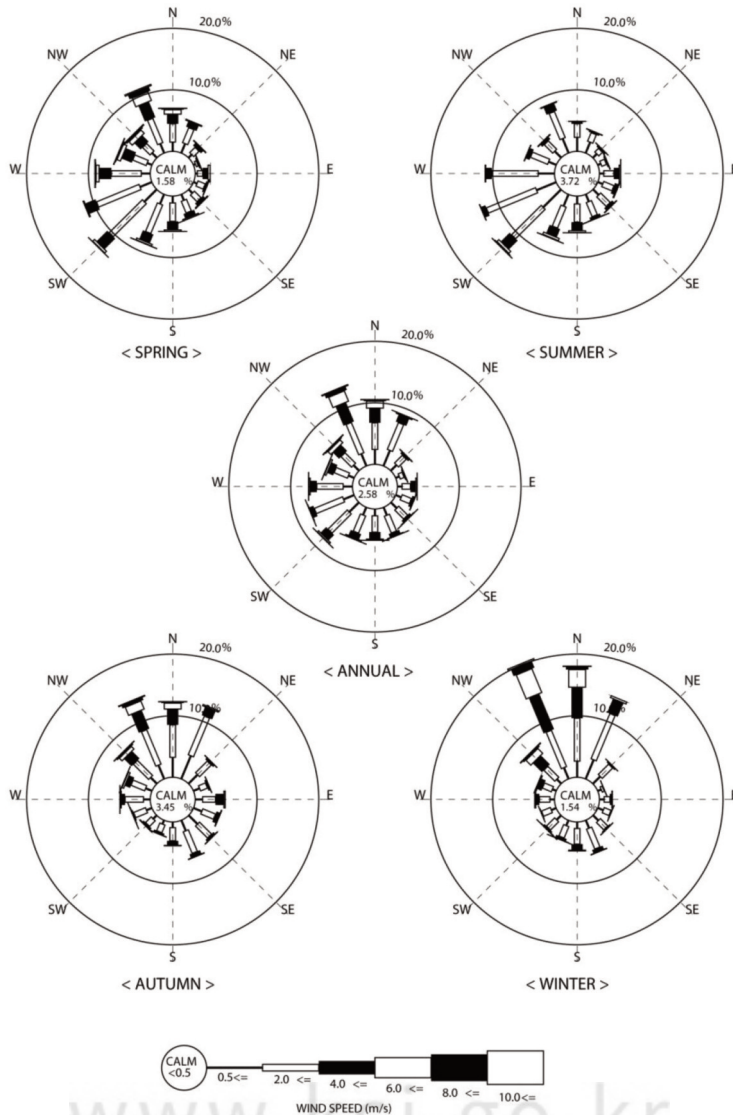 N
20.0%
NW
NE
10.0%
W
CALM
1.58 %
E
SW
SE
S
< SPRING >
N
20.0%
NW
NE
10.0%
W
CALM
3.72 %
SW
SE
S
< SUMMER >
N
20.0%
NW
NE
10.0%
W
CALM
2.58 %
E
SW
SE
S
< ANNUAL >
N
20.0%
NW
NE
W
CALM
3.45 %
E
SW
SE
S
< AUTUMN >
N
20.0%
NW
NE
W
CALM
1.54 %
SW
SE
S
< WINTER >
CALM
<0.5
0.5<=
2.0 <=
4.0 <=
6.0 <=
8.0 <=
10.0<=
WIND SPEED (m/s)